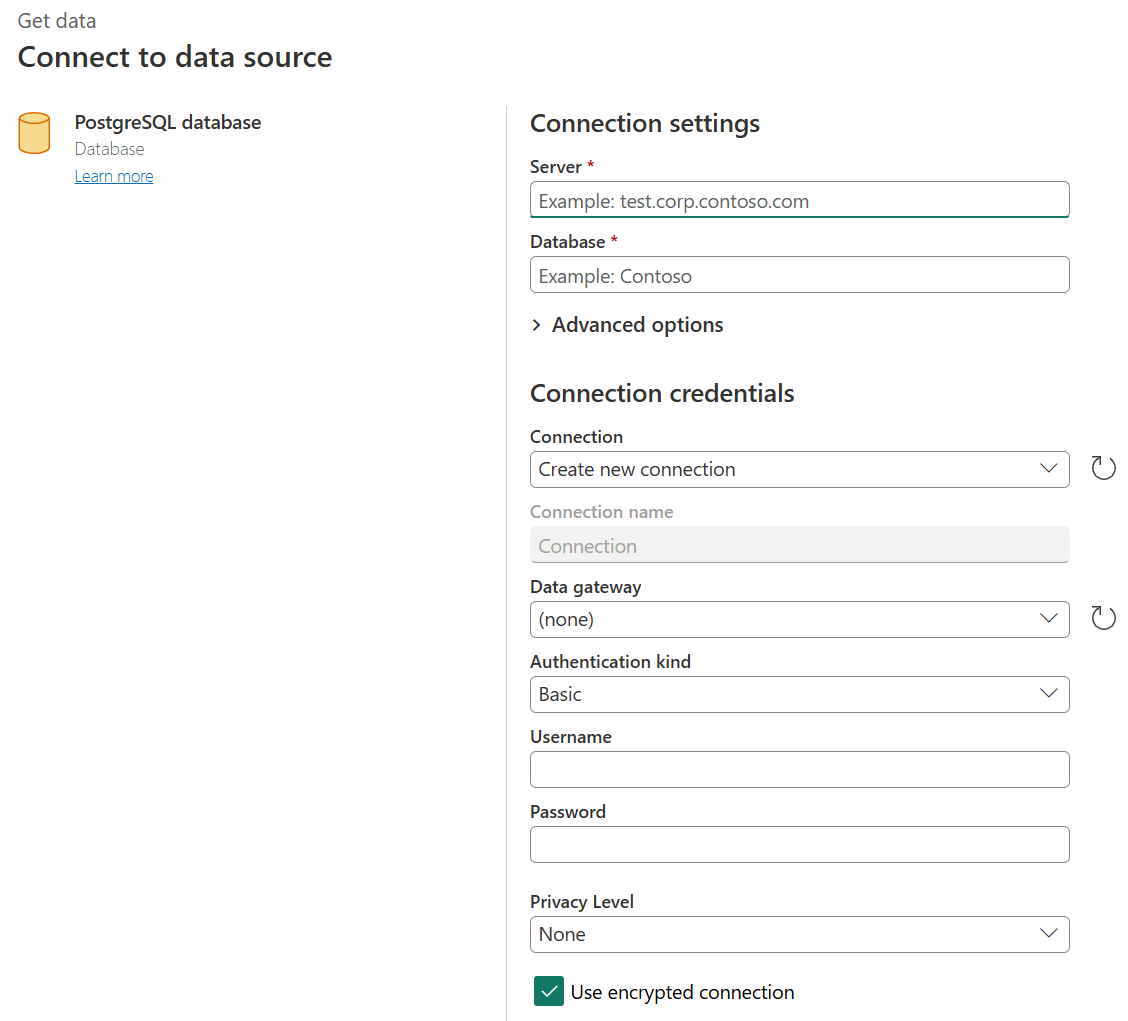 Get data
Connect to data source
PostgreSQL database
Database
Learn more
Connection settings
Server *
Example: test.corp.contoso.com
Database *
Example: Contoso
Advanced options
Connection credentials
Connection
Create new connection
Connection name
Connection
Data gateway
(none)
Authentication kind
Basic
Username
Password
Privacy Level
None
Use encrypted connection